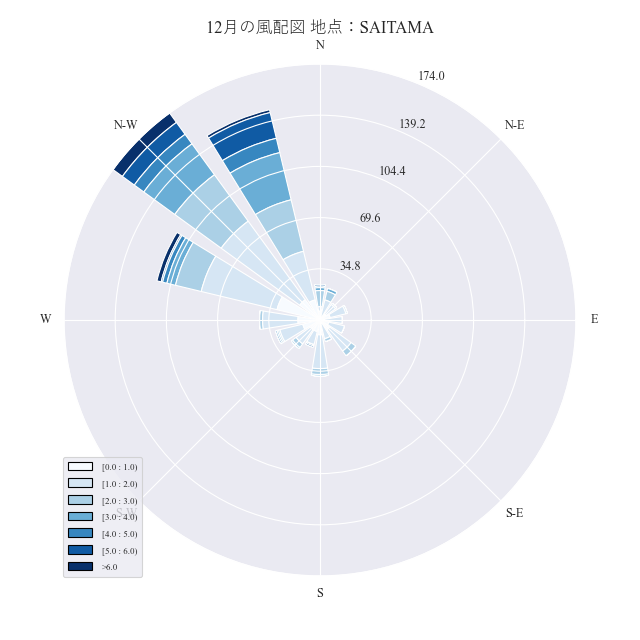 12月の風配図 地点：SAITAMA
N
174.0
N-W
139.2
N-E
104.4
69.6
34.8
W
E
[0.0 : 1.0)
[1.0 : 2.0)
[2.0 : 3.0)
S-W
[3.0 : 4.0)
S-E
[4.0 : 5.0)
[5.0 : 6.0)
>6.0
S